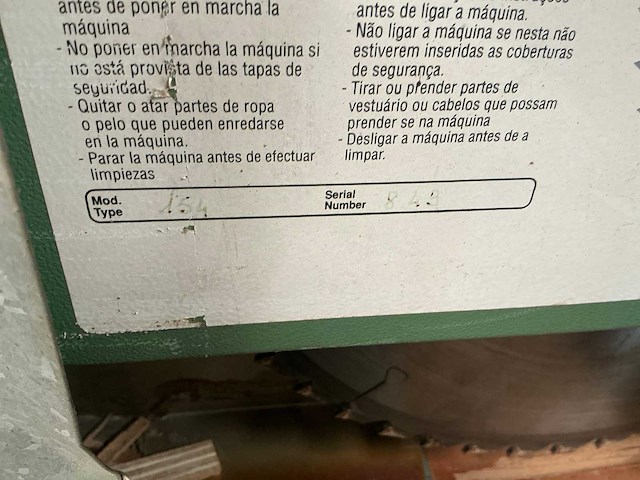 antes de poner en marcha la
máquina
- No poner en marcha la máquina si
no está provista de las tapas de
seguridad.
- Quitar o atar partes de ropa
o pelo que pueden enredarse
en la máquina.
- Parar la máquina antes de efectuar
limpiezas
antes de ligar a máquina.
- Não ligar a máquina se nesta não
estiverem inseridas as coberturas
de segurança.
- Tirar ou prender partes de
vestuário ou cabelos que possam
prender se na máquina
- Desligar a máquina antes de a
limpar.
Mod.
Type 154
Serial
Number